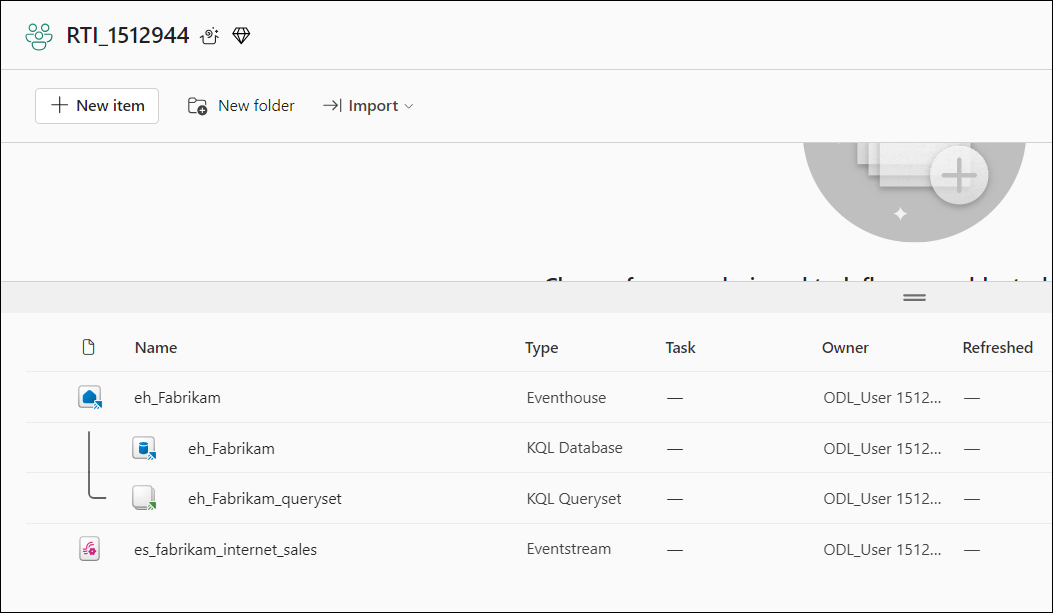 RTI_1512944
New item New folder Import
Name Type Task Owner Refreshed
eh_Fabrikam Eventhouse — ODL_User 1512... —
eh_Fabrikam KQL Database — ODL_User 1512... —
eh_Fabrikam_queryset KQL Queryset — ODL_User 1512... —
es_fabrikam_internet_sales Eventstream — ODL_User 1512... —